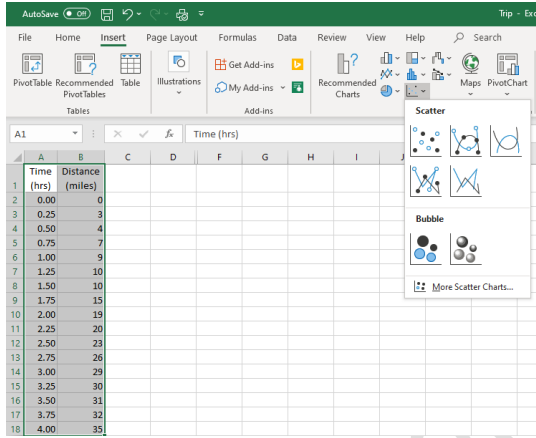 AutoSave Off Trip - Exc
File Home Insert Page Layout Formulas Data Review View Help Search
PivotTable Recommended PivotTables Table Illustrations Get Add-ins My Add-ins Recommended Charts Maps PivotChart
Tables Add-ins
Scatter
A1 fx Time (hrs)
A B C D F G H I J
1 Time (hrs) Distance (miles)
2 0.00 0
3 0.25 3
4 0.50 4
5 0.75 7
6 1.00 9
7 1.25 10
8 1.50 10
9 1.75 15
10 2.00 19
11 2.25 20
12 2.50 23
13 2.75 26
14 3.00 29
15 3.25 30
16 3.50 31
17 3.75 32
18 4.00 35
Bubble
More Scatter Charts...